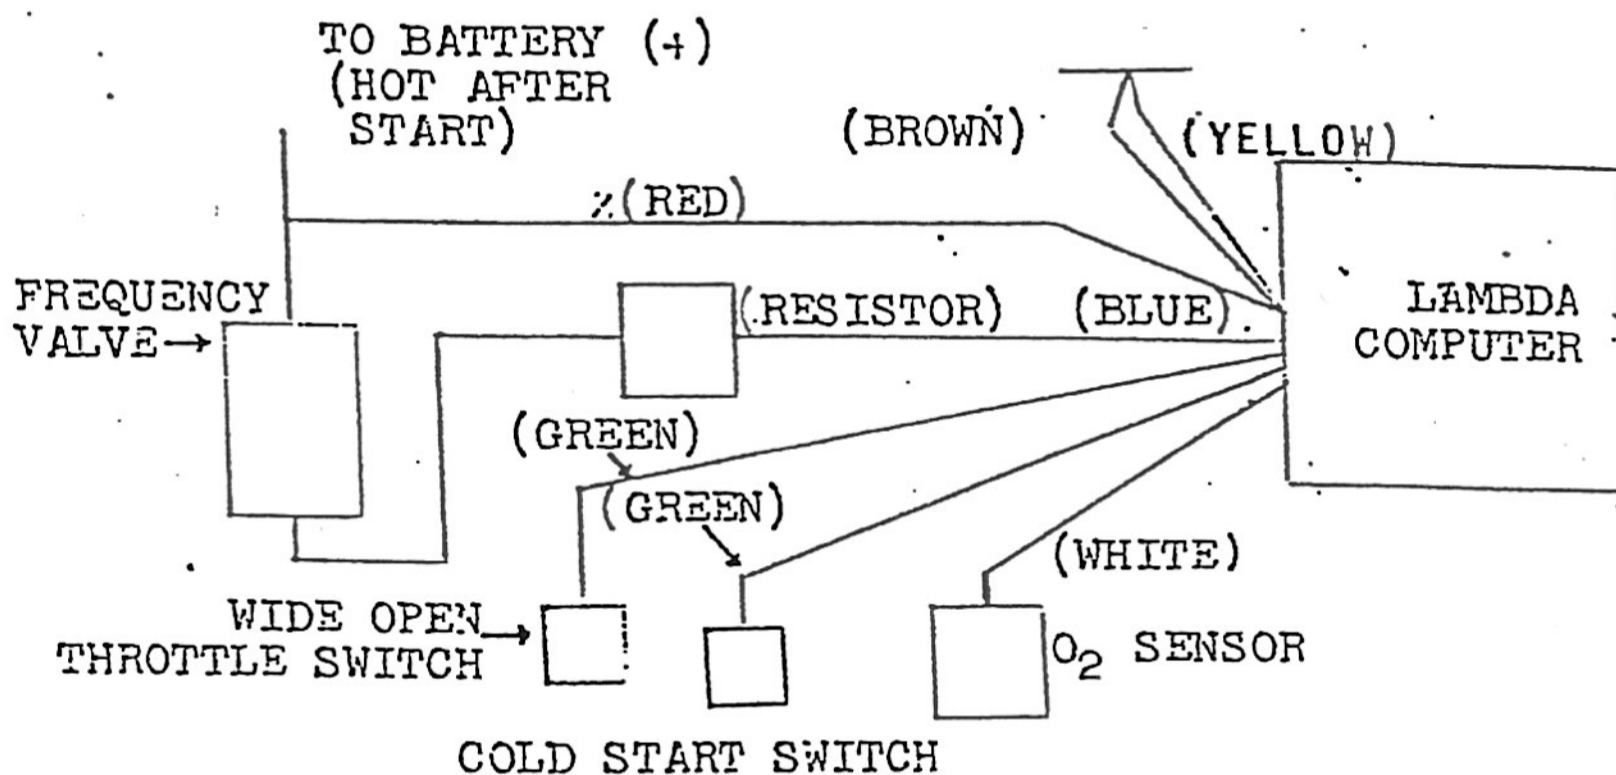 TO BATTERY (+)
(HOT AFTER
START)
(BROWN)
(YELLOW)
(RED)
FREQUENCY
VALVE→
(RESISTOR)
(BLUE)
LAMBDA
COMPUTER
(GREEN)
(GREEN)
(WHITE)
WIDE OPEN
THROTTLE SWITCH
O₂ SENSOR
COLD START SWITCH